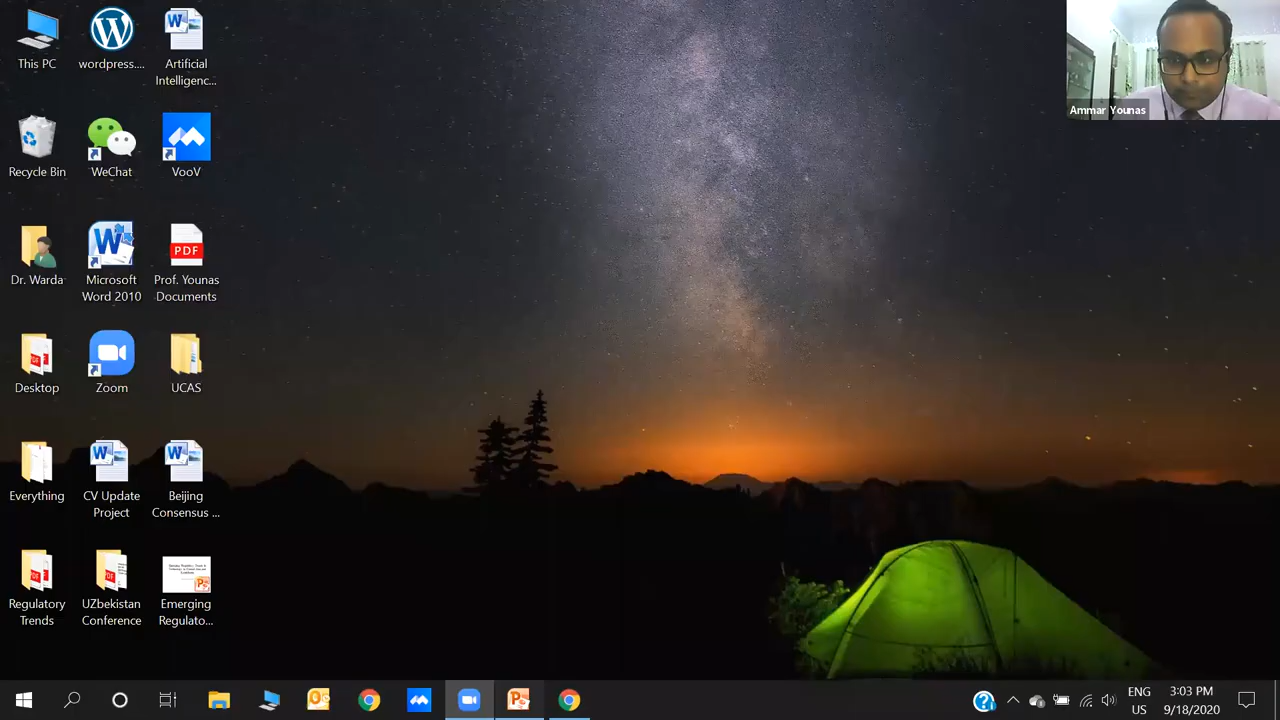 This PC
wordpress....
Artificial
Intelligenc...
Recycle Bin
WeChat
VooV
Dr. Warda
Microsoft
Word 2010
PDF
Prof. Younas
Documents
Desktop
Zoom
UCAS
Everything
CV Update
Project
Beijing
Consensus ...
Regulatory
Trends
UZbekistan
Conference
Emerging
Regulato...
Ammar Younas
ENG
US
3:03 PM
9/18/2020